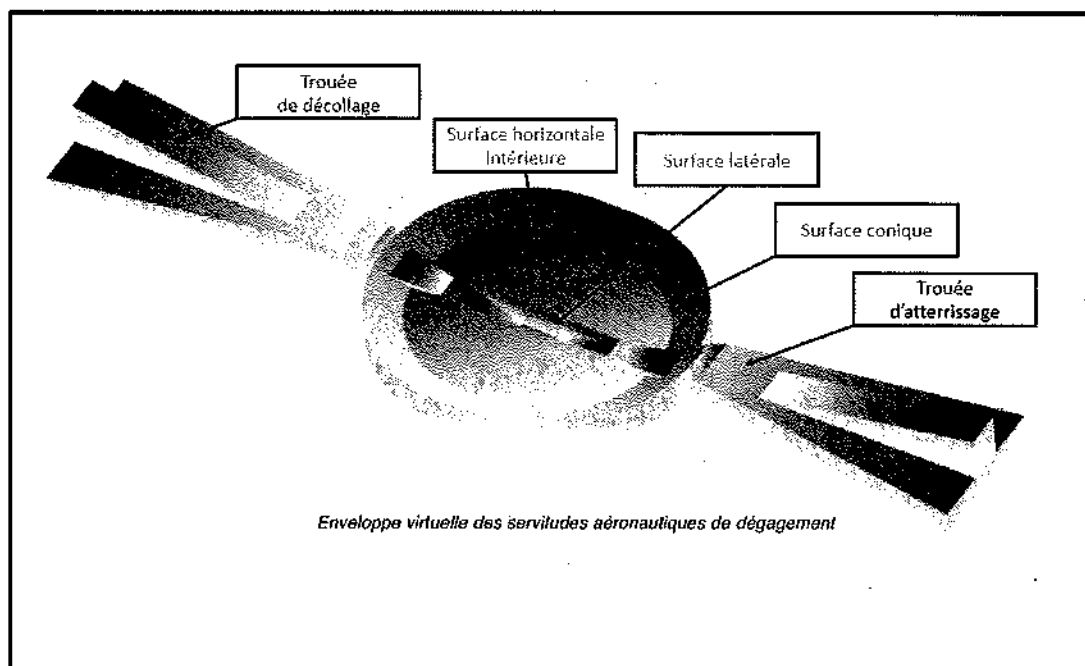 Trouée
de décollage
Surface horizontale
Intérieure
Surface latérale
Surface conique
Trouée
d'atterrissage
Enveloppe virtuelle des servitudes aéronautiques de dégagement